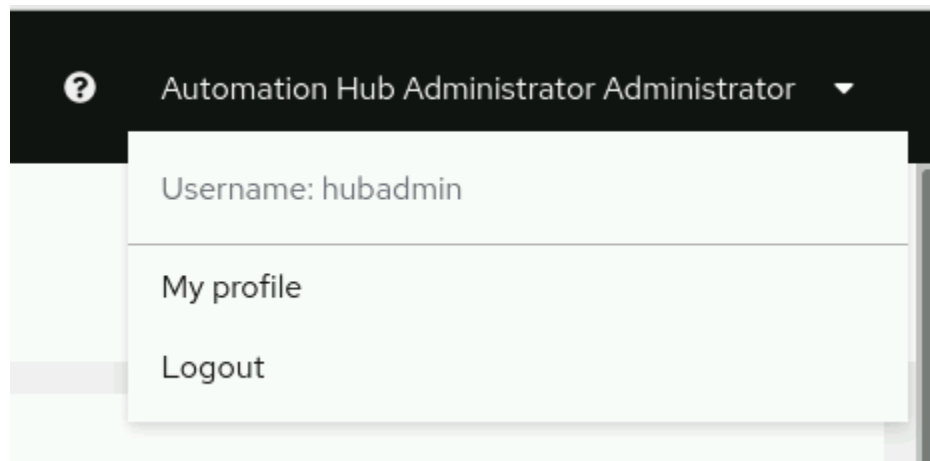 Automation Hub Administrator Administrator
Username: hubadmin
My profile
Logout